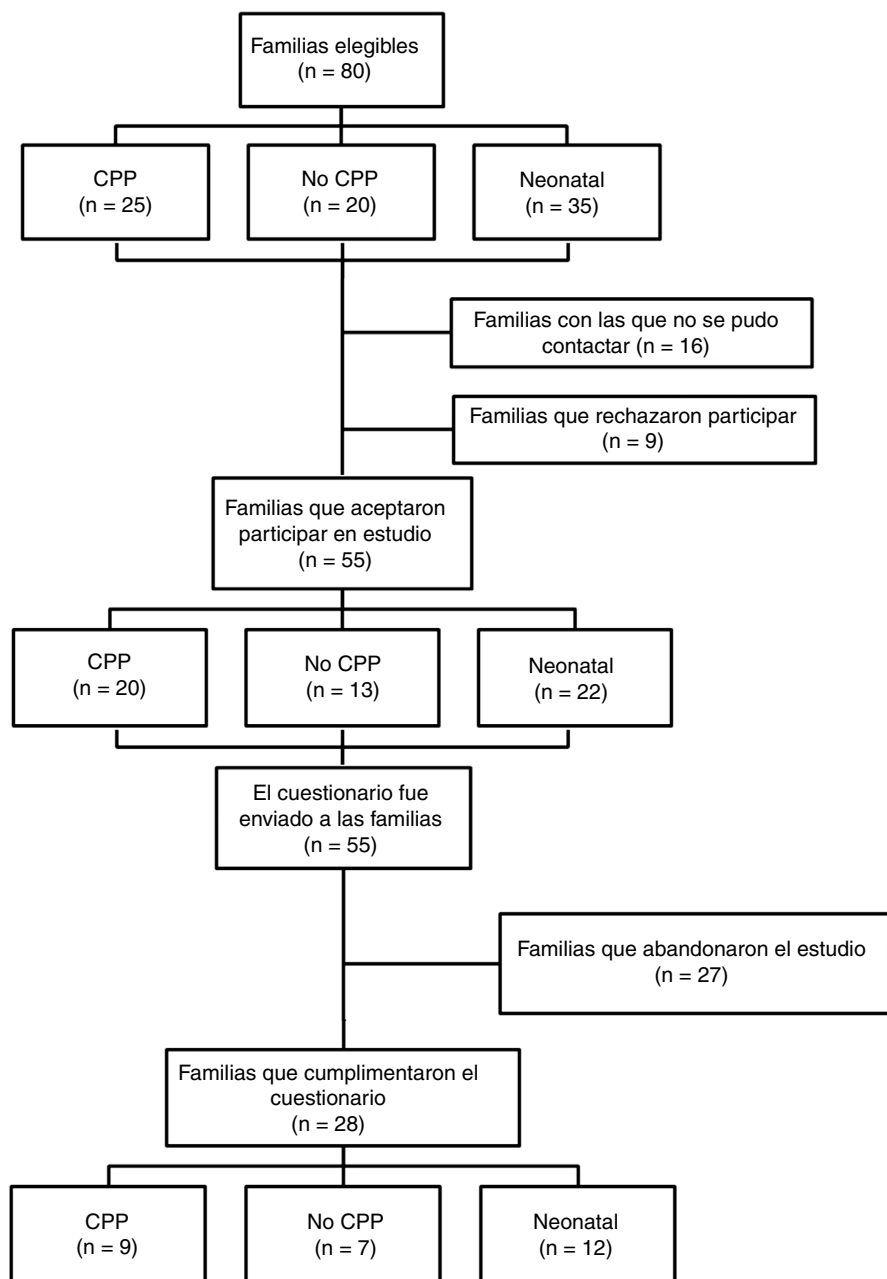 Familias elegibles
(n = 80)
CPP
(n = 25)
No CPP
(n = 20)
Neonatal
(n = 35)
Familias con las que no se pudo
contactar (n = 16)
Familias que rechazaron participar
(n = 9)
Familias que aceptaron
participar en estudio
(n = 55)
CPP
(n = 20)
No CPP
(n = 13)
Neonatal
(n = 22)
El cuestionario fue
enviado a las familias
(n = 55)
Familias que abandonaron el estudio
(n = 27)
Familias que cumplimentaron el
cuestionario
(n = 28)
CPP
(n = 9)
No CPP
(n = 7)
Neonatal
(n = 12)